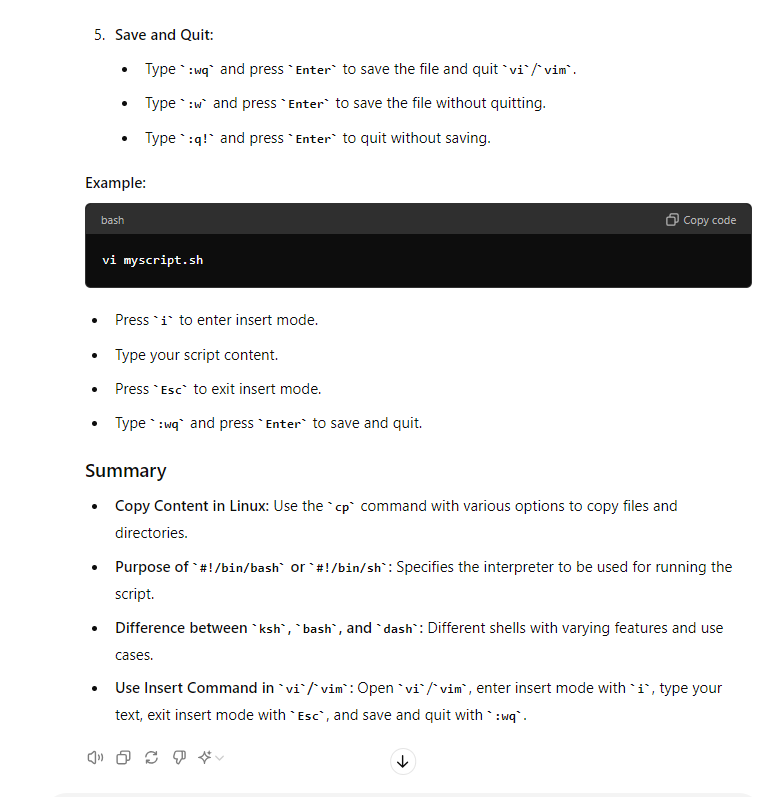 5. Save and Quit:
• Type `:wq` and press `Enter` to save the file and quit `vi`/`vim`.
• Type `:w` and press `Enter` to save the file without quitting.
• Type `:q!` and press `Enter` to quit without saving.
Example:
bash Copy code
vi myscript.sh
• Press `i` to enter insert mode.
• Type your script content.
• Press `Esc` to exit insert mode.
• Type `:wq` and press `Enter` to save and quit.
Summary
• Copy Content in Linux: Use the `cp` command with various options to copy files and
directories.
• Purpose of `#!/bin/bash` or `#!/bin/sh`: Specifies the interpreter to be used for running the
script.
• Difference between `ksh`, `bash`, and `dash`: Different shells with varying features and use
cases.
• Use Insert Command in `vi`/`vim`: Open `vi`/`vim`, enter insert mode with `i`, type your
text, exit insert mode with `Esc`, and save and quit with `:wq`.